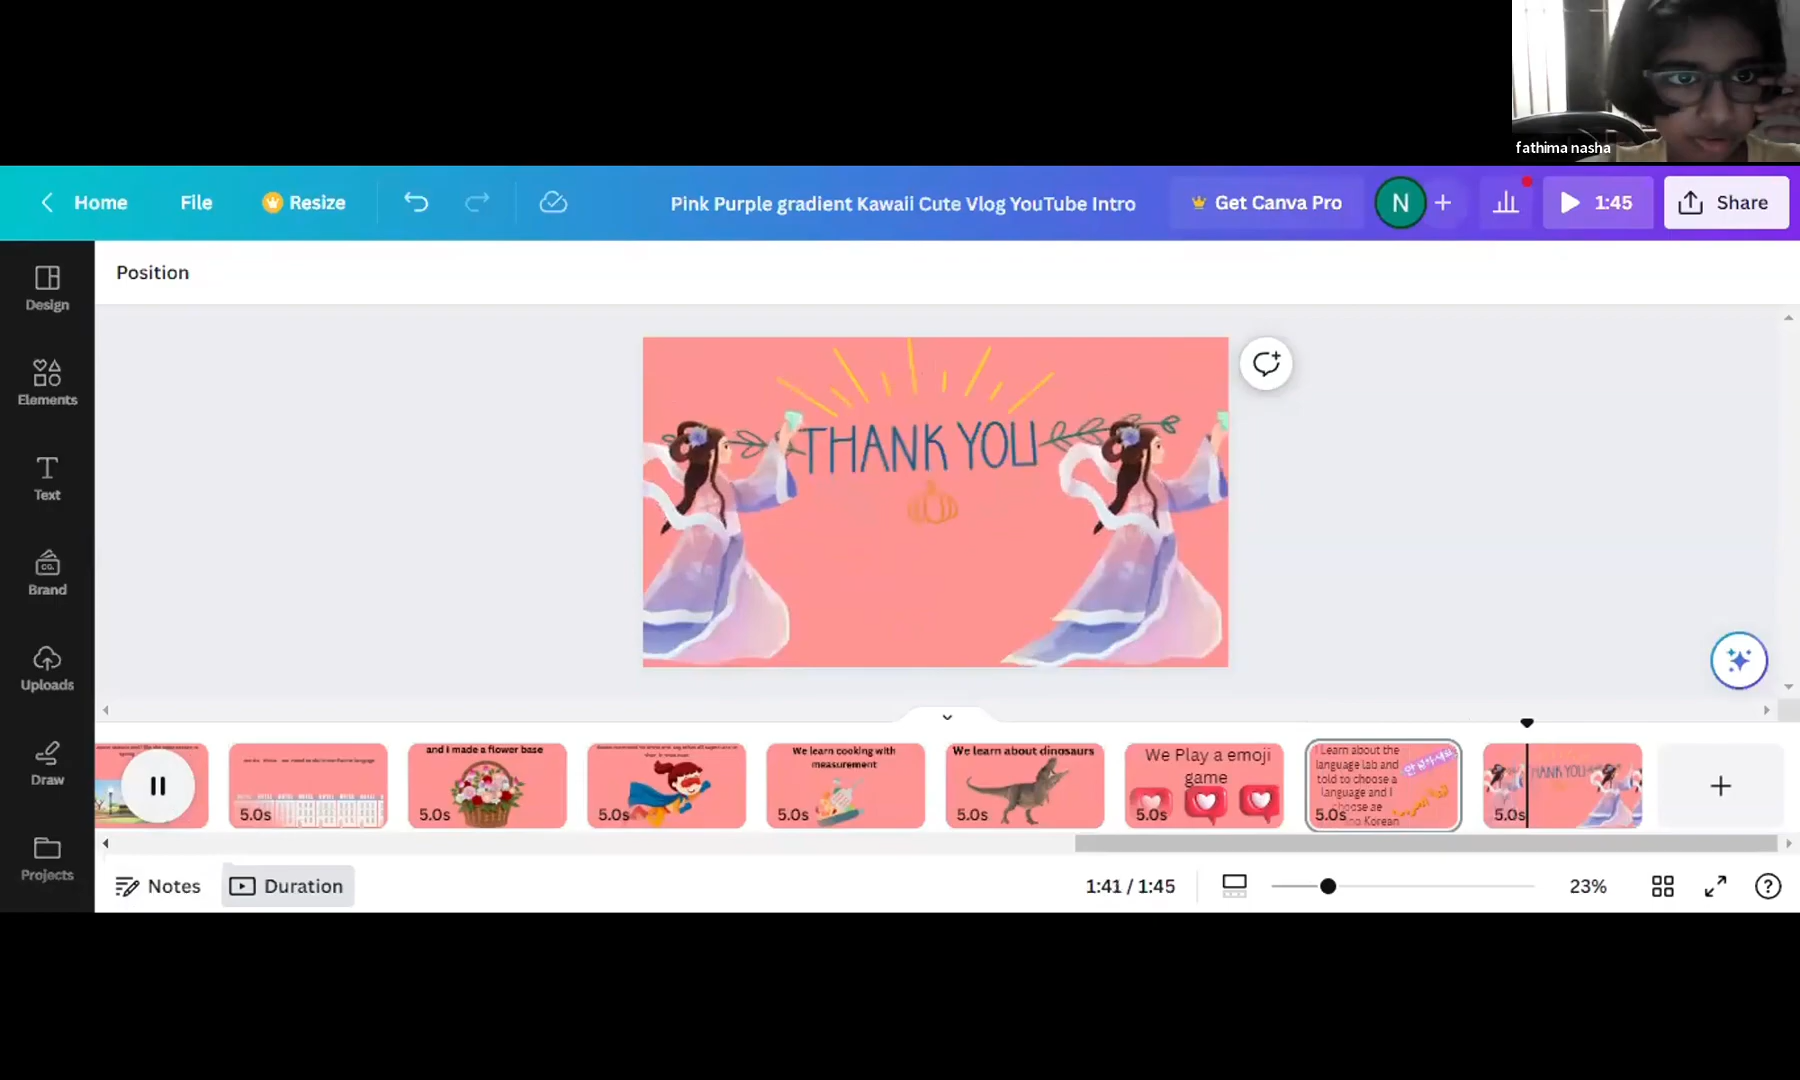 fathima nasha
Home
File
Resize
Pink Purple gradient Kawaii Cute Vlog YouTube Intro
Get Canva Pro
N
1:45
Share
Position
Design
Elements
Text
Brand
Uploads
Draw
Projects
THANK YOU
5.0s
and i made a flower base
5.0s
5.0s
We learn cooking with
measurement
5.0s
We learn about dinosaurs
5.0s
We Play a emoji
game
5.0s
I Learn about the
language lab and
told to choose a
language and I
Korean
5.0s
THANK YOU
5.0s
Notes
Duration
1:41 / 1:45
23%